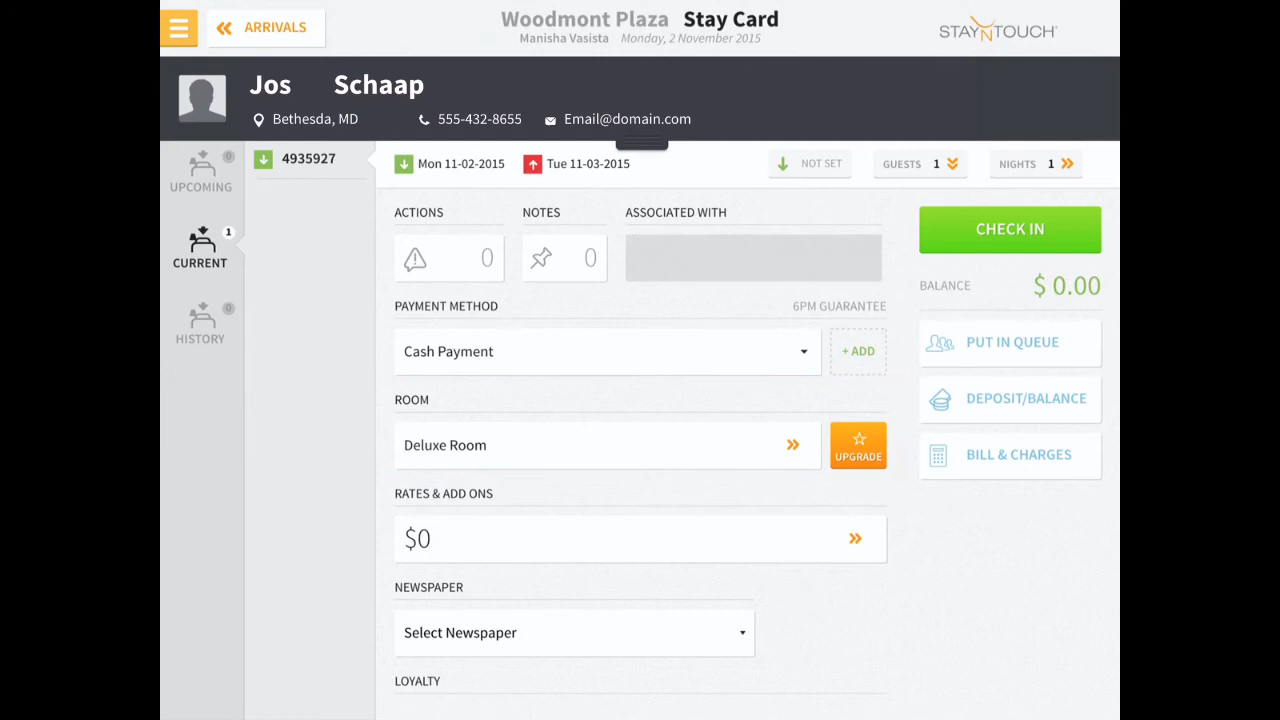 ARRIVALS
Woodmont Plaza Stay Card
Manisha Vasista Monday, 2 November 2015
STAYNTOUCH
Jos Schaap
Bethesda, MD 555-432-8655 Email@domain.com
UPCOMING 0
CURRENT 1
HISTORY 0
4935927
Mon 11-02-2015 Tue 11-03-2015 NOT SET GUESTS 1 NIGHTS 1
ACTIONS NOTES ASSOCIATED WITH
0 0
PAYMENT METHOD 6PM GUARANTEE
Cash Payment + ADD
ROOM
Deluxe Room UPGRADE
RATES & ADD ONS
$0
NEWSPAPER
Select Newspaper
LOYALTY
CHECK IN
BALANCE $ 0.00
PUT IN QUEUE
DEPOSIT/BALANCE
BILL & CHARGES